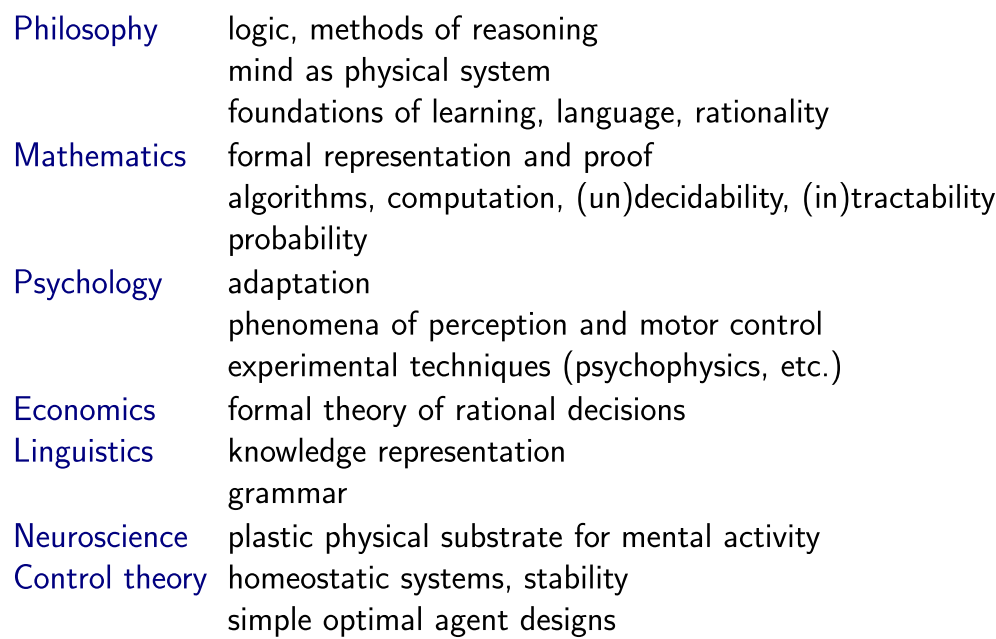 Philosophy logic, methods of reasoning
mind as physical system
foundations of learning, language, rationality
Mathematics formal representation and proof
algorithms, computation, (un)decidability, (in)tractability
probability
Psychology adaptation
phenomena of perception and motor control
experimental techniques (psychophysics, etc.)
Economics formal theory of rational decisions
Linguistics knowledge representation
grammar
Neuroscience plastic physical substrate for mental activity
Control theory homeostatic systems, stability
simple optimal agent designs